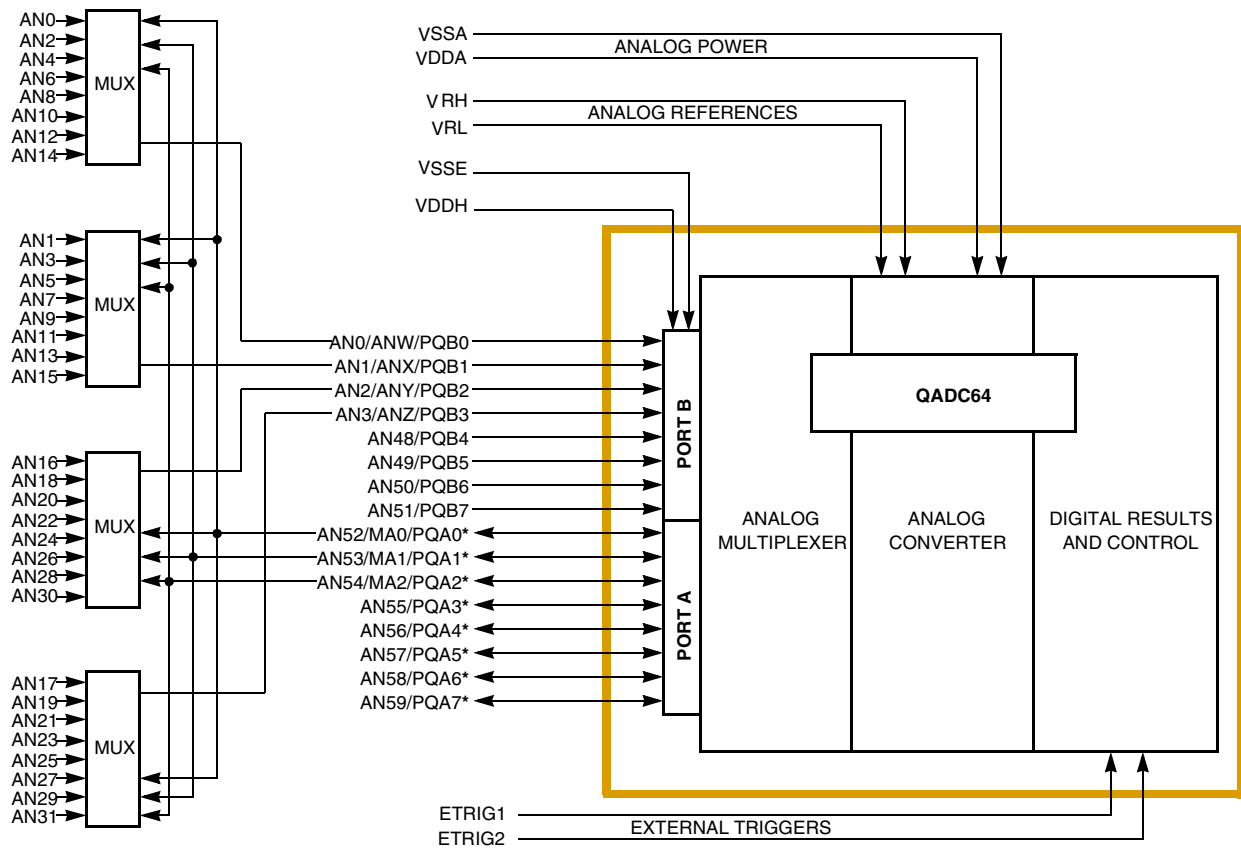 AN0
AN2
AN4
AN6
AN8
AN10
AN12
AN14
MUX
AN1
AN3
AN5
AN7
AN9
AN11
AN13
AN15
MUX
AN16
AN18
AN20
AN22
AN24
AN26
AN28
AN30
MUX
AN17
AN19
AN21
AN23
AN25
AN27
AN29
AN31
MUX
VSSA
ANALOG POWER
VDDA
VRH
ANALOG REFERENCES
VRL
VSSE
VDDH
AN0/ANW/PQB0
AN1/ANX/PQB1
AN2/ANY/PQB2
AN3/ANZ/PQB3
AN48/PQB4
AN49/PQB5
AN50/PQB6
AN51/PQB7
AN52/MA0/PQA0*
AN53/MA1/PQA1*
AN54/MA2/PQA2*
AN55/PQA3*
AN56/PQA4*
AN57/PQA5*
AN58/PQA6*
AN59/PQA7*
PORT B
PORT A
QADC64
ANALOG
MULTIPLEXER
ANALOG
CONVERTER
DIGITAL RESULTS
AND CONTROL
ETRIG1
EXTERNAL TRIGGERS
ETRIG2